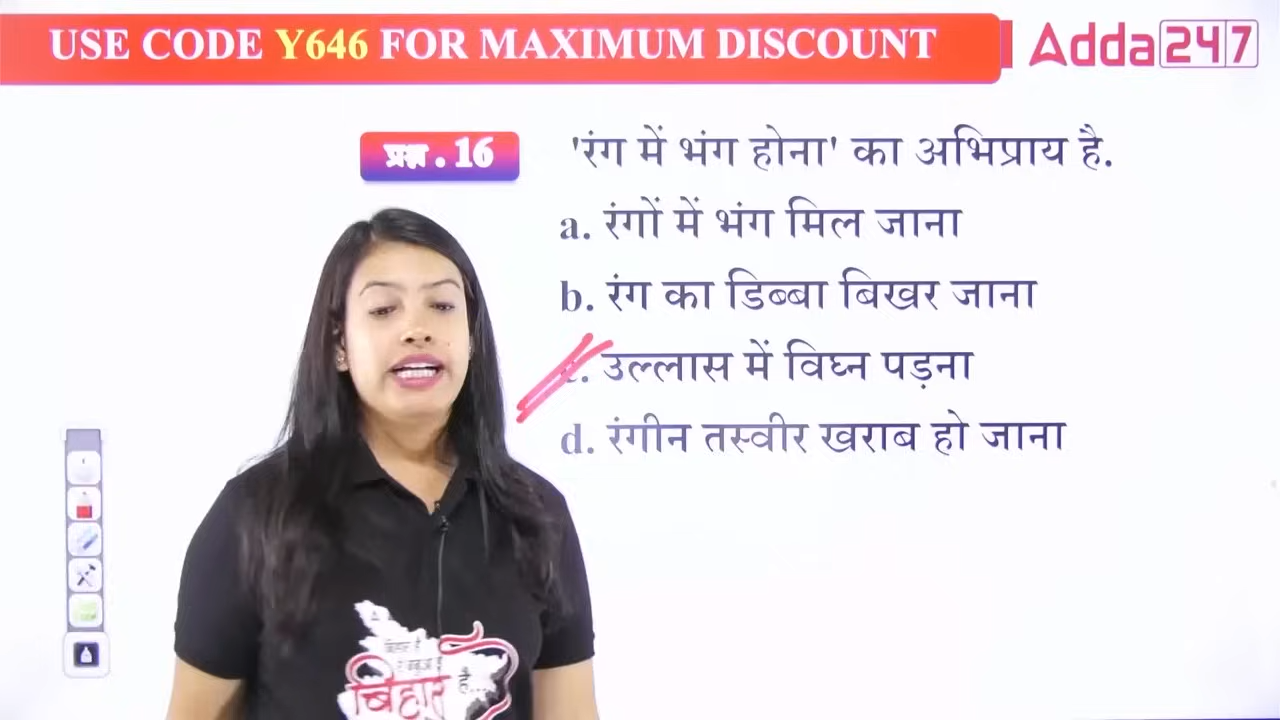 USE CODE Y646 FOR MAXIMUM DISCOUNT
Adda247
प्रश्न . 16
'रंग में भंग होना' का अभिप्राय है.
a. रंगों में भंग मिल जाना
b. रंग का डिब्बा बिखर जाना
c. उल्लास में विघ्न पड़ना
d. रंगीन तस्वीर खराब हो जाना
बिहार है...